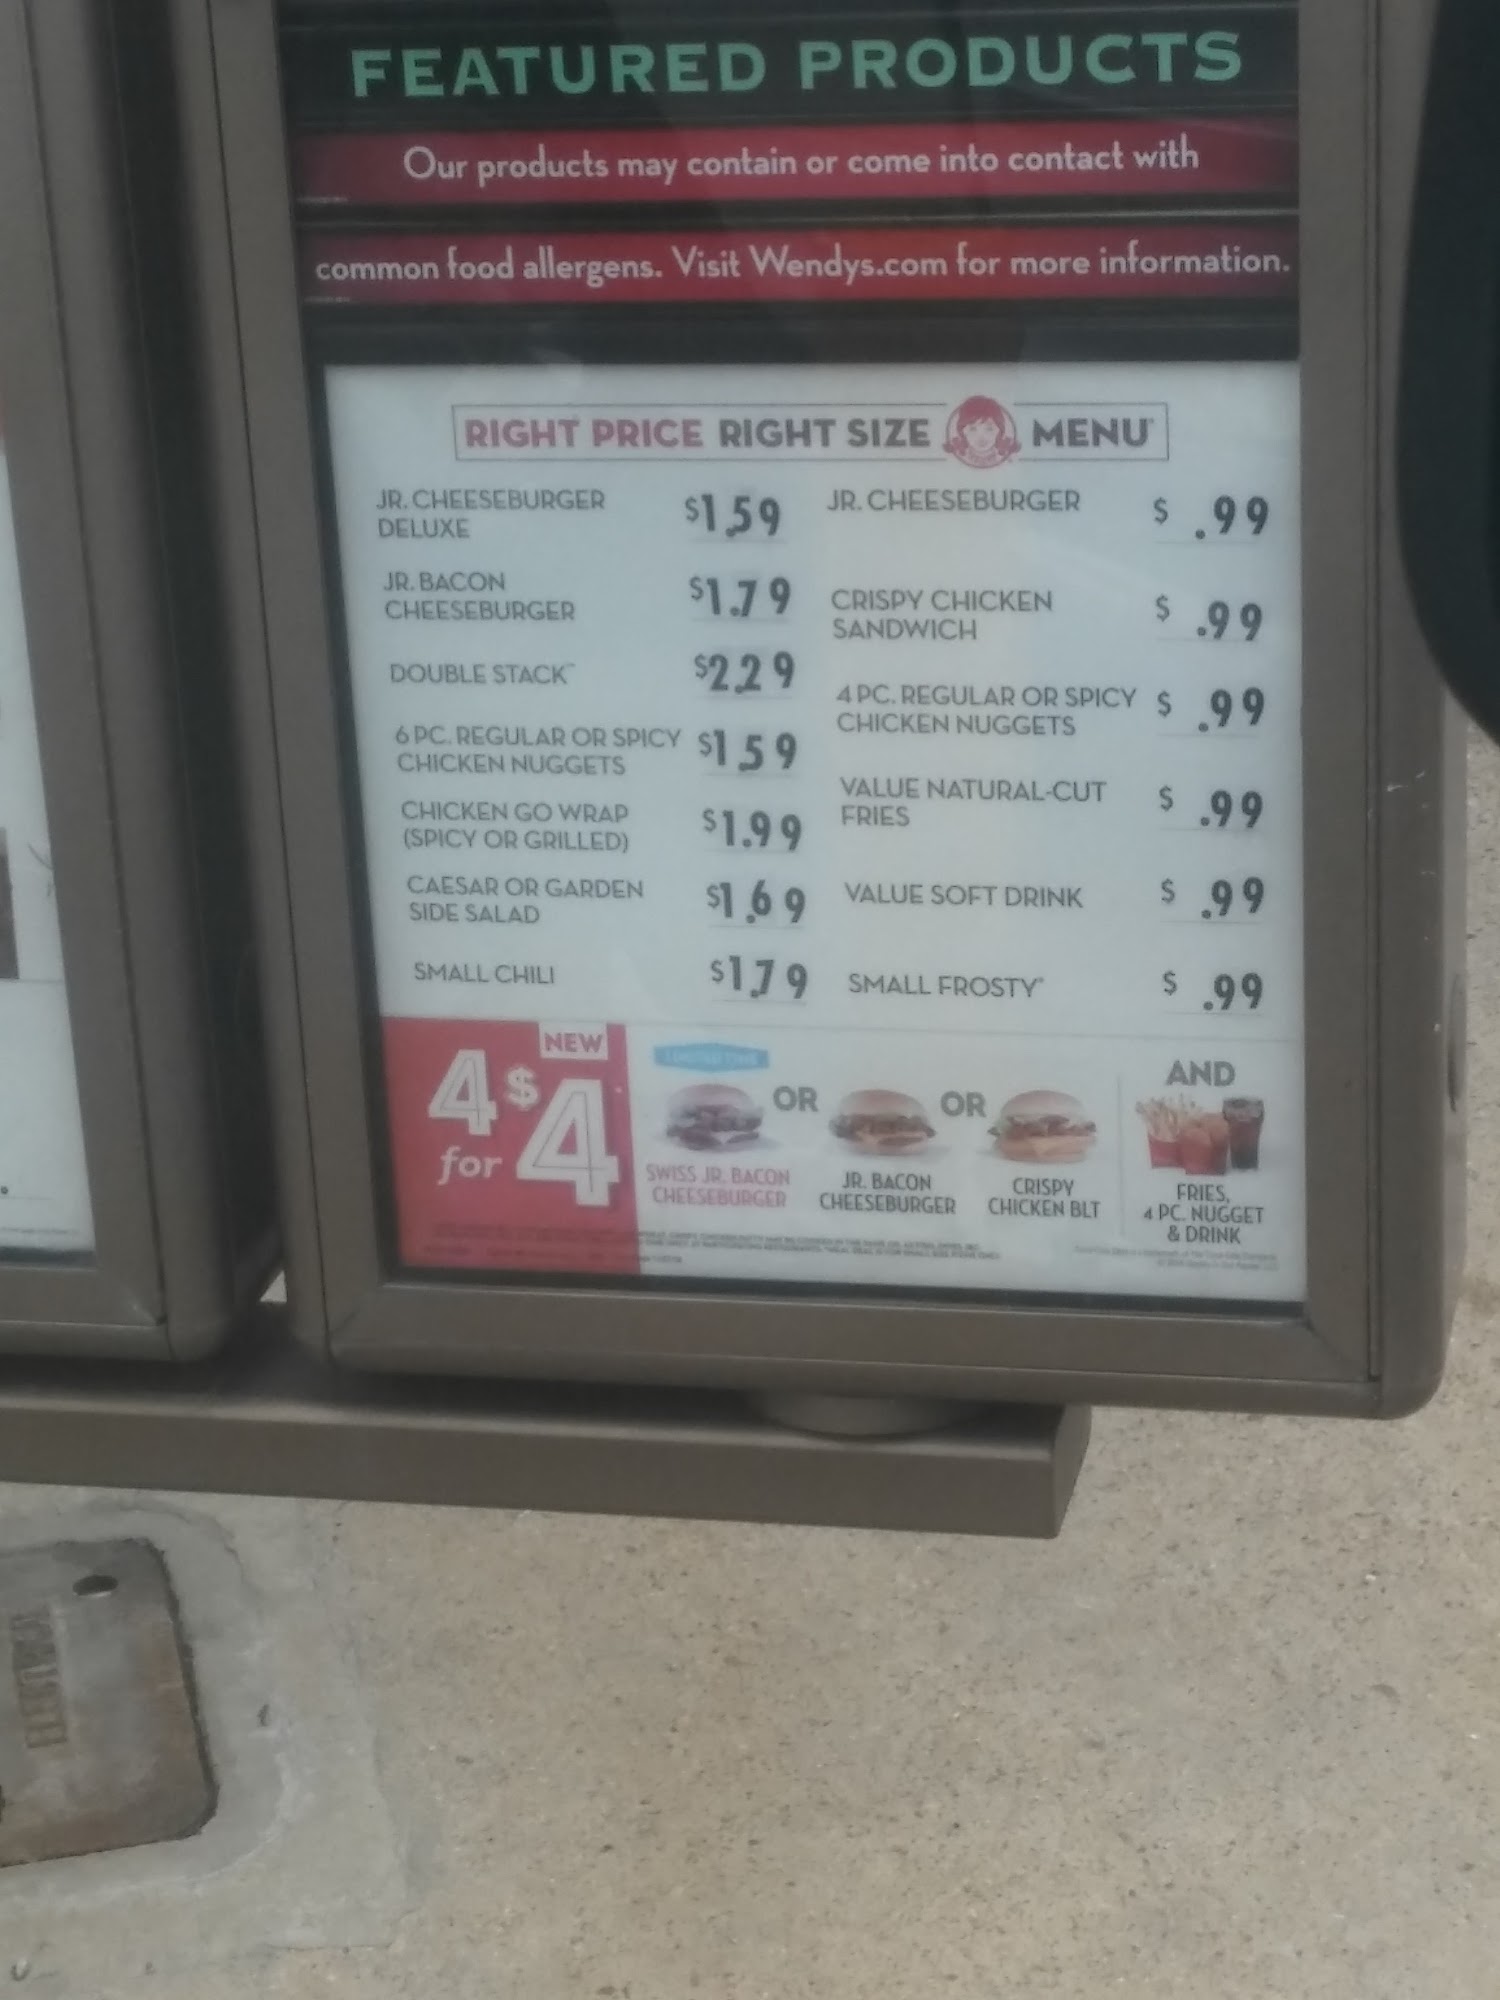 FEATURED PRODUCTS
Our products may contain or come into contact with
common food allergens. Visit Wendys.com for more information.
RIGHT PRICE RIGHT SIZE MENU
JR. CHEESEBURGER
DELUXE
$1.59
JR. BACON
CHEESEBURGER
$1.79
DOUBLE STACK™
$2.29
6 PC. REGULAR OR SPICY
CHICKEN NUGGETS
$1.59
CHICKEN GO WRAP
(SPICY OR GRILLED)
$1.99
CAESAR OR GARDEN
SIDE SALAD
$1.69
SMALL CHILI
$1.79
JR. CHEESEBURGER
$ .99
CRISPY CHICKEN
SANDWICH
$ .99
4 PC. REGULAR OR SPICY
CHICKEN NUGGETS
$ .99
VALUE NATURAL-CUT
FRIES
$ .99
VALUE SOFT DRINK
$ .99
SMALL FROSTY
$ .99
NEW
4 for $4
LIMITED TIME
SWISS JR. BACON
CHEESEBURGER
OR
JR. BACON
CHEESEBURGER
OR
CRISPY
CHICKEN BLT
AND
FRIES,
4 PC. NUGGET
& DRINK
ELECTRIC